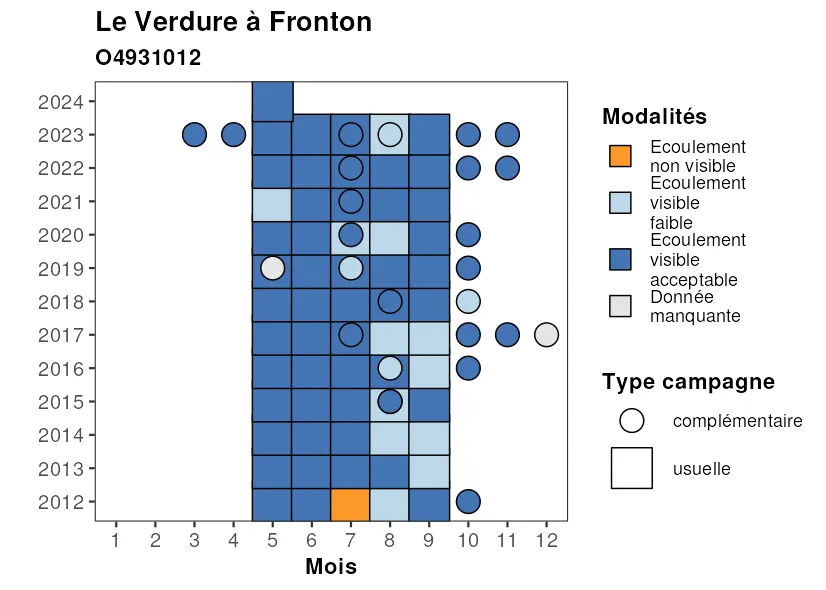 Le Verdure à Fronton
O4931012
2024
2023
2022
2021
2020
2019
2018
2017
2016
2015
2014
2013
2012
1 2 3 4 5 6 7 8 9 10 11 12
Mois
Modalités
Ecoulement
non visible
Ecoulement
visible
faible
Ecoulement
visible
acceptable
Donnée
manquante
Type campagne
complémentaire
usuelle